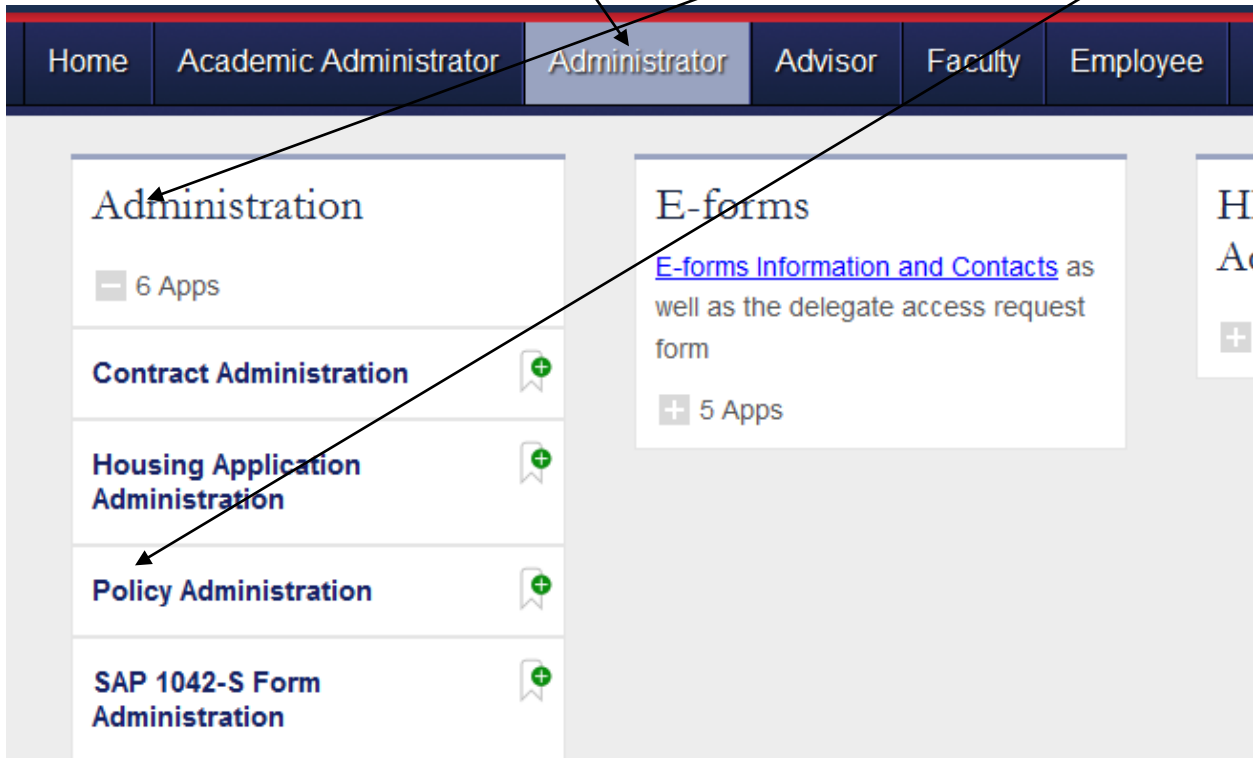 Home Academic Administrator Administrator Advisor Faculty Employee
Administration
6 Apps
Contract Administration
Housing Application
Administration
Policy Administration
SAP 1042-S Form
Administration
E-forms
E-forms Information and Contacts as
well as the delegate access request
form
5 Apps